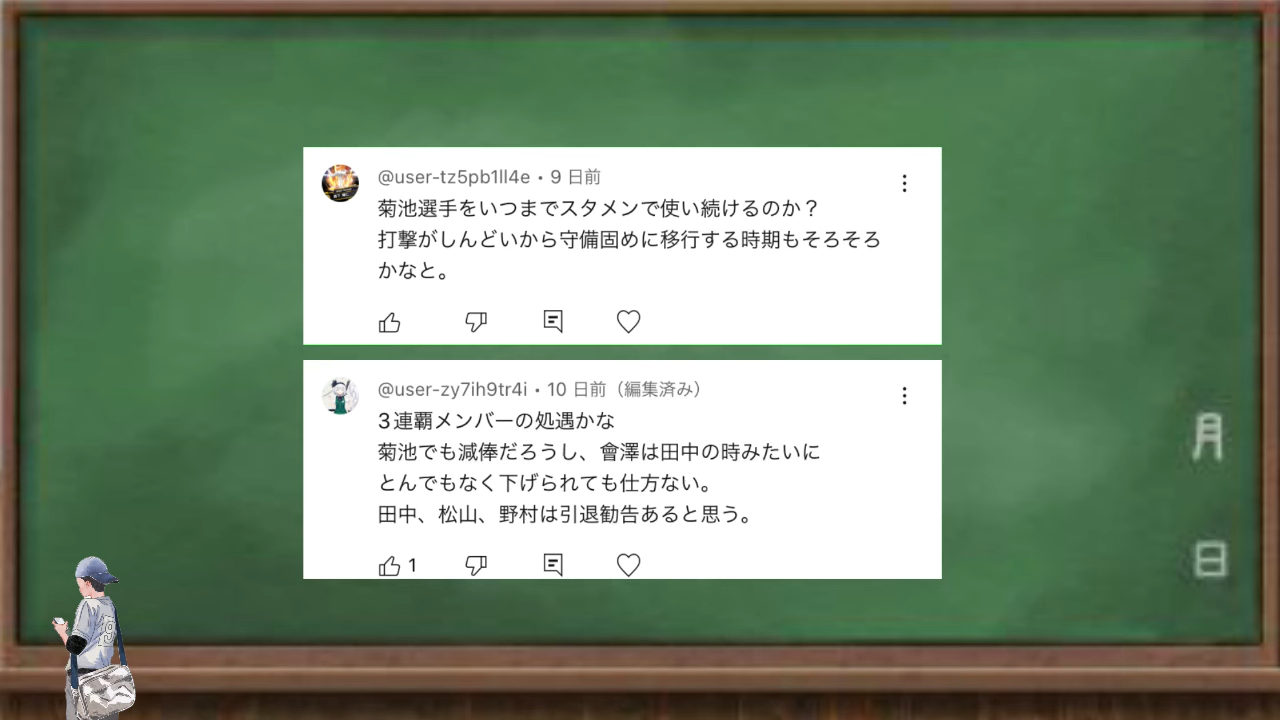 @user-tz5pb1ll4e・9 日前
菊池選手をいつまでスタメンで使い続けるのか？
打撃がしんどいから守備固めに移行する時期もそろそろ
かなと。
@user-zy7ih9tr4i・10 日前（編集済み）
3連覇メンバーの処遇かな
菊池でも減俸だろうし、會澤は田中の時みたいに
とんでもなく下げられても仕方ない。
田中、松山、野村は引退勧告あると思う。
1
月
日